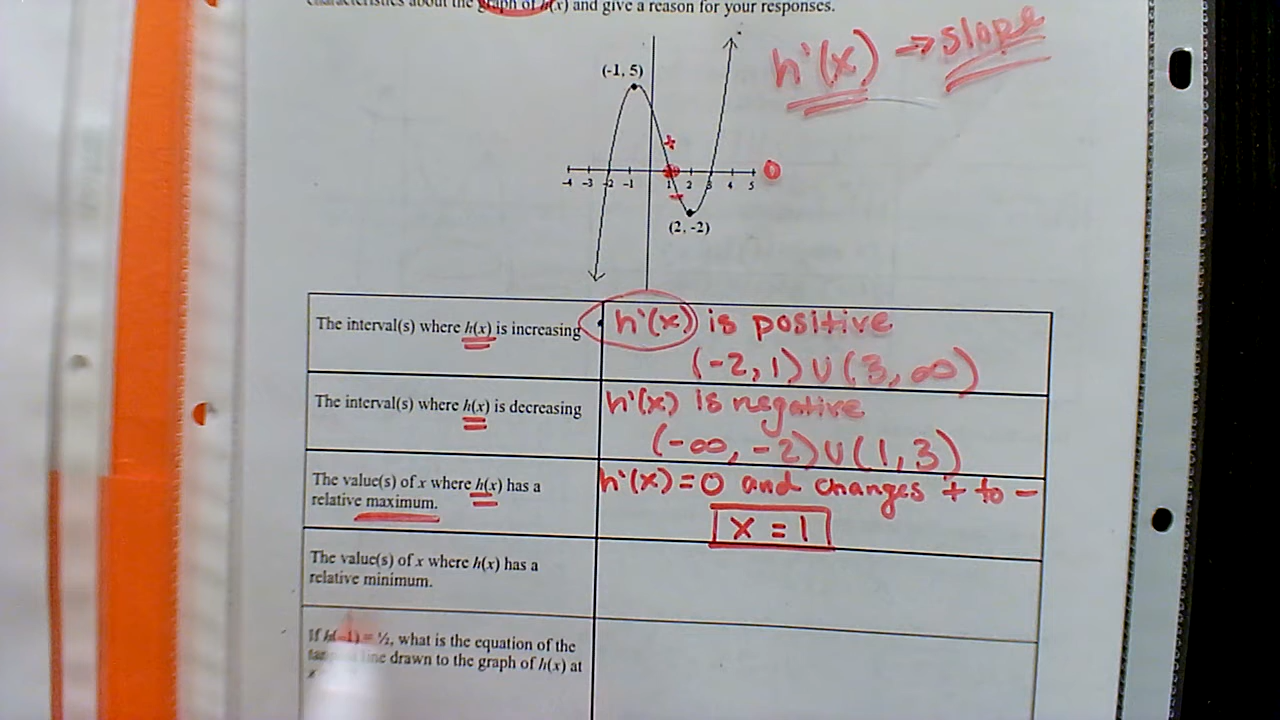 characteristics about the graph of h(x) and give a reason for your responses.
h'(x) → slope
(-1, 5)
+
0
-4 -3 -2 -1 1 2 3 4 5
-
(2, -2)
The interval(s) where h(x) is increasing
h'(x) is positive
(-2, 1) ∪ (3, ∞)
The interval(s) where h(x) is decreasing
h'(x) is negative
(-∞, -2) ∪ (1, 3)
The value(s) of x where h(x) has a
relative maximum.
h'(x) = 0 and changes + to -
x = 1
The value(s) of x where h(x) has a
relative minimum.
If h(-1) = ½, what is the equation of the
line drawn to the graph of h(x) at